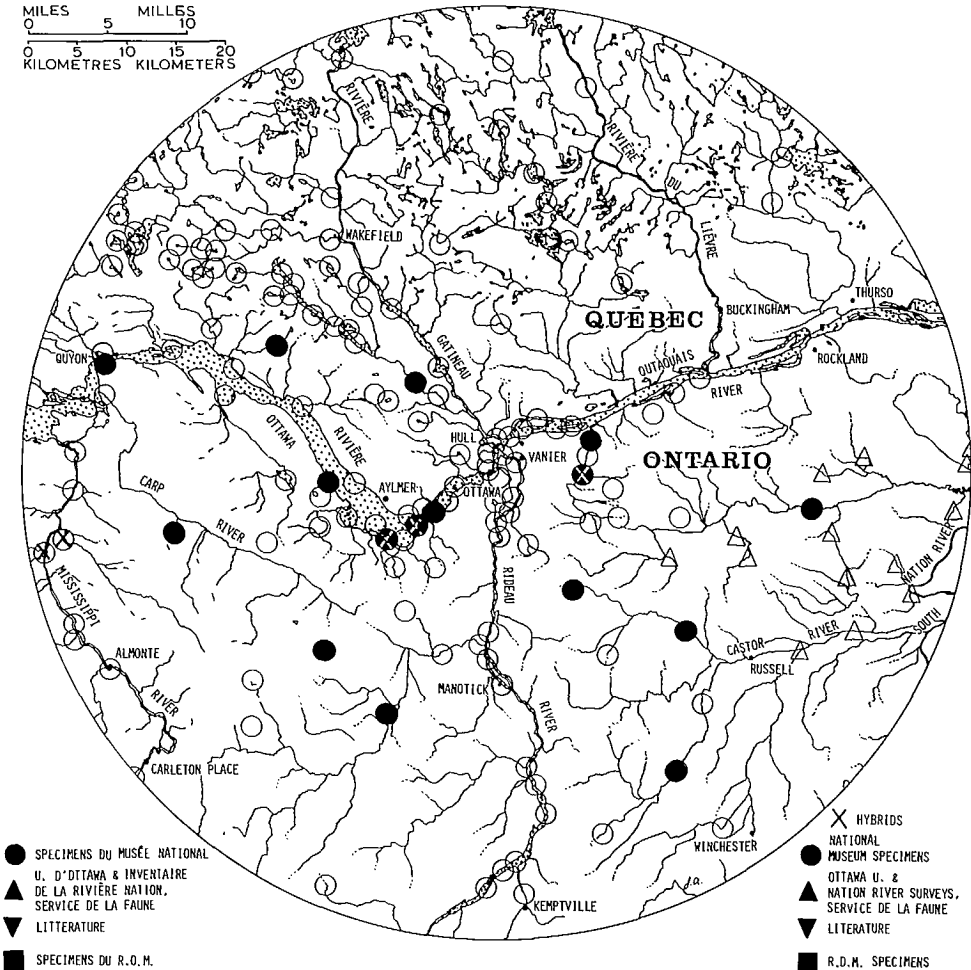 MILES MILLES
0 5 10
0 5 10 15 20
KILOMÈTRES KILOMETERS
RIVIÈRE
RIVIÈRE
DU
LIÈVRE
WAKEFIELD
GATINEAU
THURSO
BUCKINGHAM
QUÉBEC
ROCKLAND
QUYON
OUTAOUAIS
RIVER
OTTAWA
RIVIÈRE
HULL
VANIER
ONTARIO
CARP
RIVER
AYLMER
OTTAWA
NATION RIVER
SOUTH
MISSISSIPPI
RIVER
RIDEAU
RIVER
CASTOR
RIVER
RUSSELL
ALMONTE
MANOTICK
CARLETON PLACE
WINCHESTER
J.a.
KEMPTVILLE
SPECIMENS DU MUSÉE NATIONAL
U. D'OTTAWA & INVENTAIRE
DE LA RIVIÈRE NATION,
SERVICE DE LA FAUNE
LITTERATURE
SPECIMENS DU R.O.M.
HYBRIDS
NATIONAL
MUSEUM SPECIMENS
OTTAWA U. &
NATION RIVER SURVEYS,
SERVICE DE LA FAUNE
LITERATURE
R.O.M. SPECIMENS